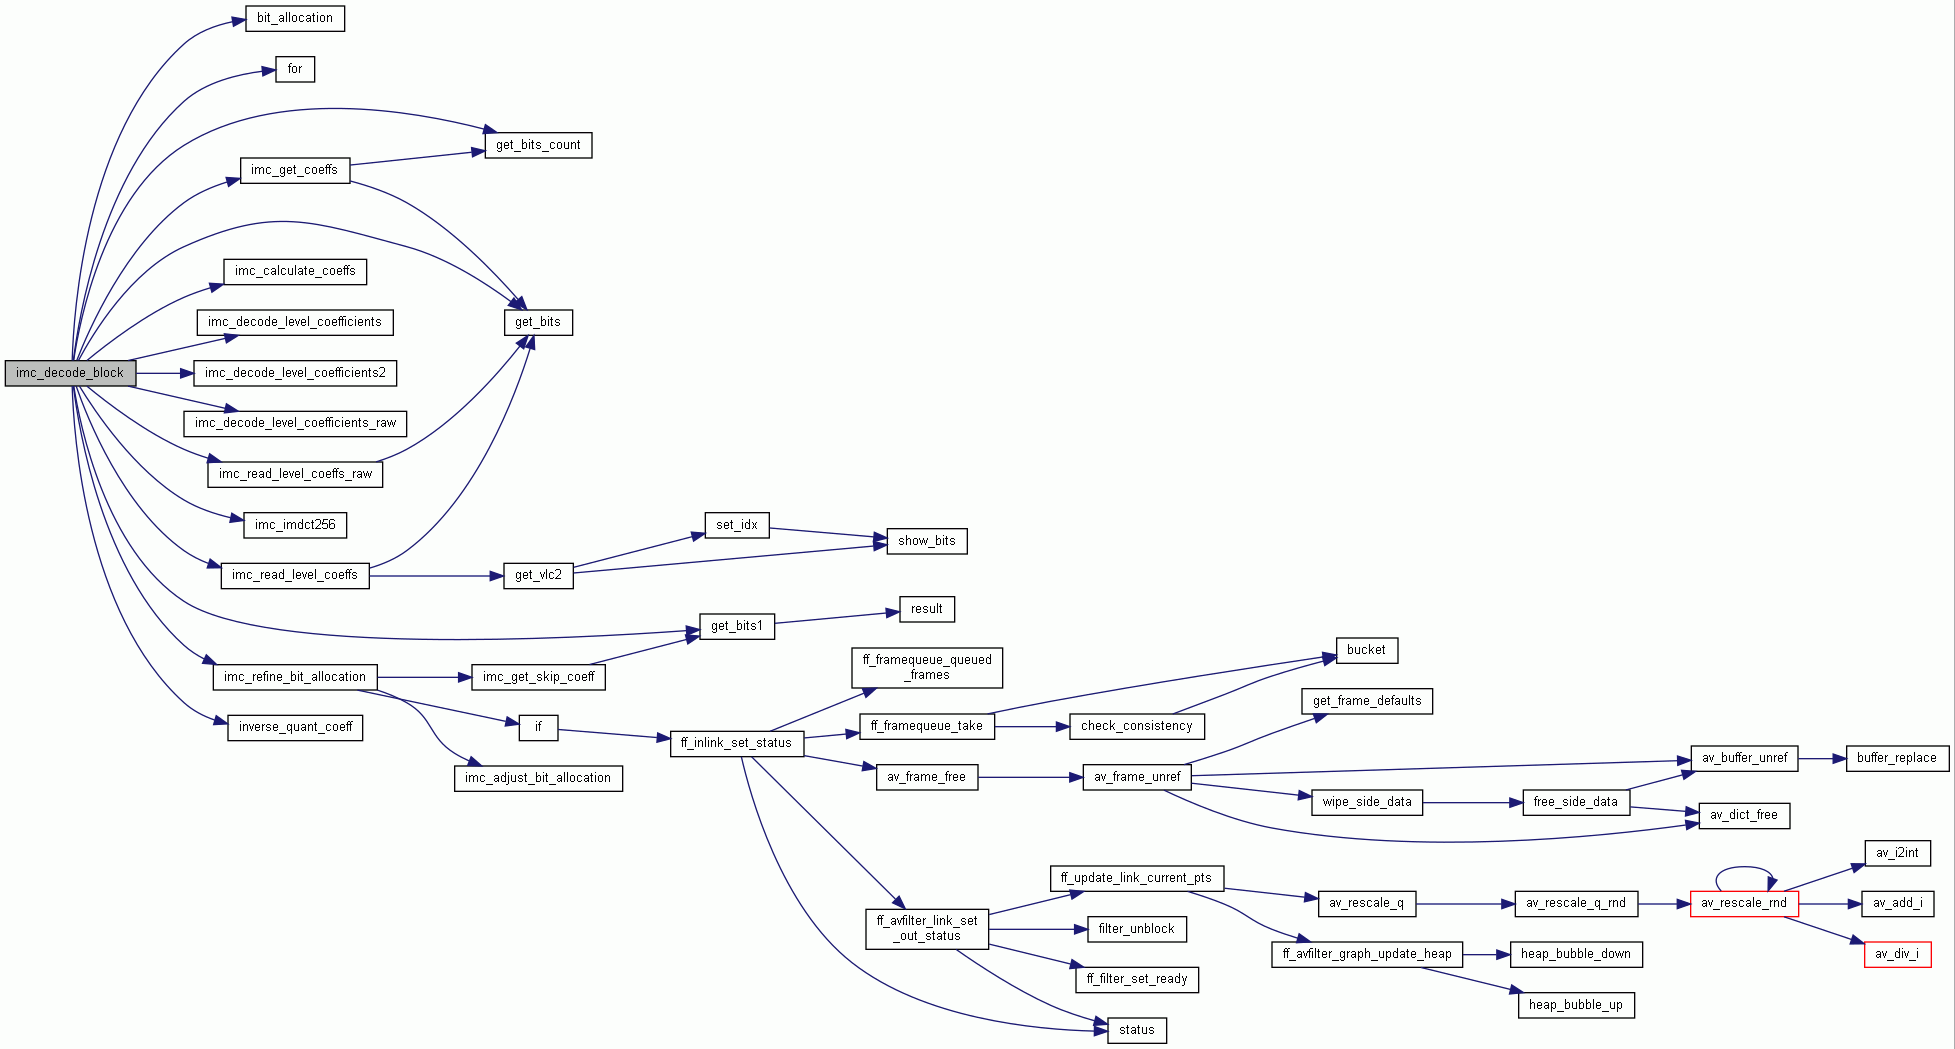 bit_allocation
for
get_bits_count
imc_get_coeffs
imc_calculate_coeffs
imc_decode_level_coefficients
get_bits
imc_decode_block
imc_decode_level_coefficients2
imc_decode_level_coefficients_raw
imc_read_level_coeffs_raw
imc_imdct256
set_idx
show_bits
imc_read_level_coeffs
get_vlc2
result
get_bits1
imc_refine_bit_allocation
imc_get_skip_coeff
ff_framequeue_queued
_frames
bucket
get_frame_defaults
inverse_quant_coeff
if
ff_framequeue_take
check_consistency
ff_inlink_set_status
imc_adjust_bit_allocation
av_frame_free
av_frame_unref
av_buffer_unref
buffer_replace
wipe_side_data
free_side_data
av_dict_free
av_i2int
ff_update_link_current_pts
av_rescale_q
av_rescale_q_rnd
av_rescale_rnd
av_add_i
ff_avfilter_link_set
_out_status
filter_unblock
ff_avfilter_graph_update_heap
heap_bubble_down
av_div_i
ff_filter_set_ready
heap_bubble_up
status